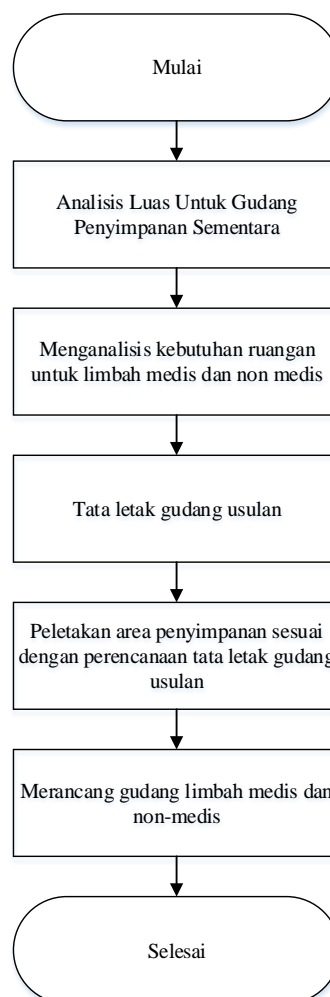 Mulai
Analisis Luas Untuk Gudang
Penyimpanan Sementara
Menganalisis kebutuhan ruangan
untuk limbah medis dan non medis
Tata letak gudang usulan
Peletakan area penyimpanan sesuai
dengan perencanaan tata letak gudang
usulan
Merancang gudang limbah medis dan
non-medis
Selesai